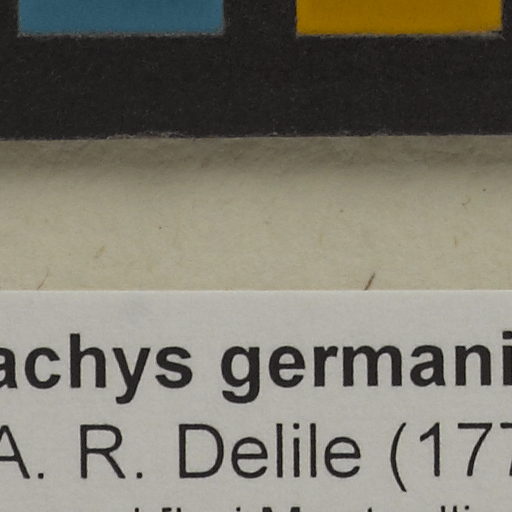 achys germani
A. R. Delile (177